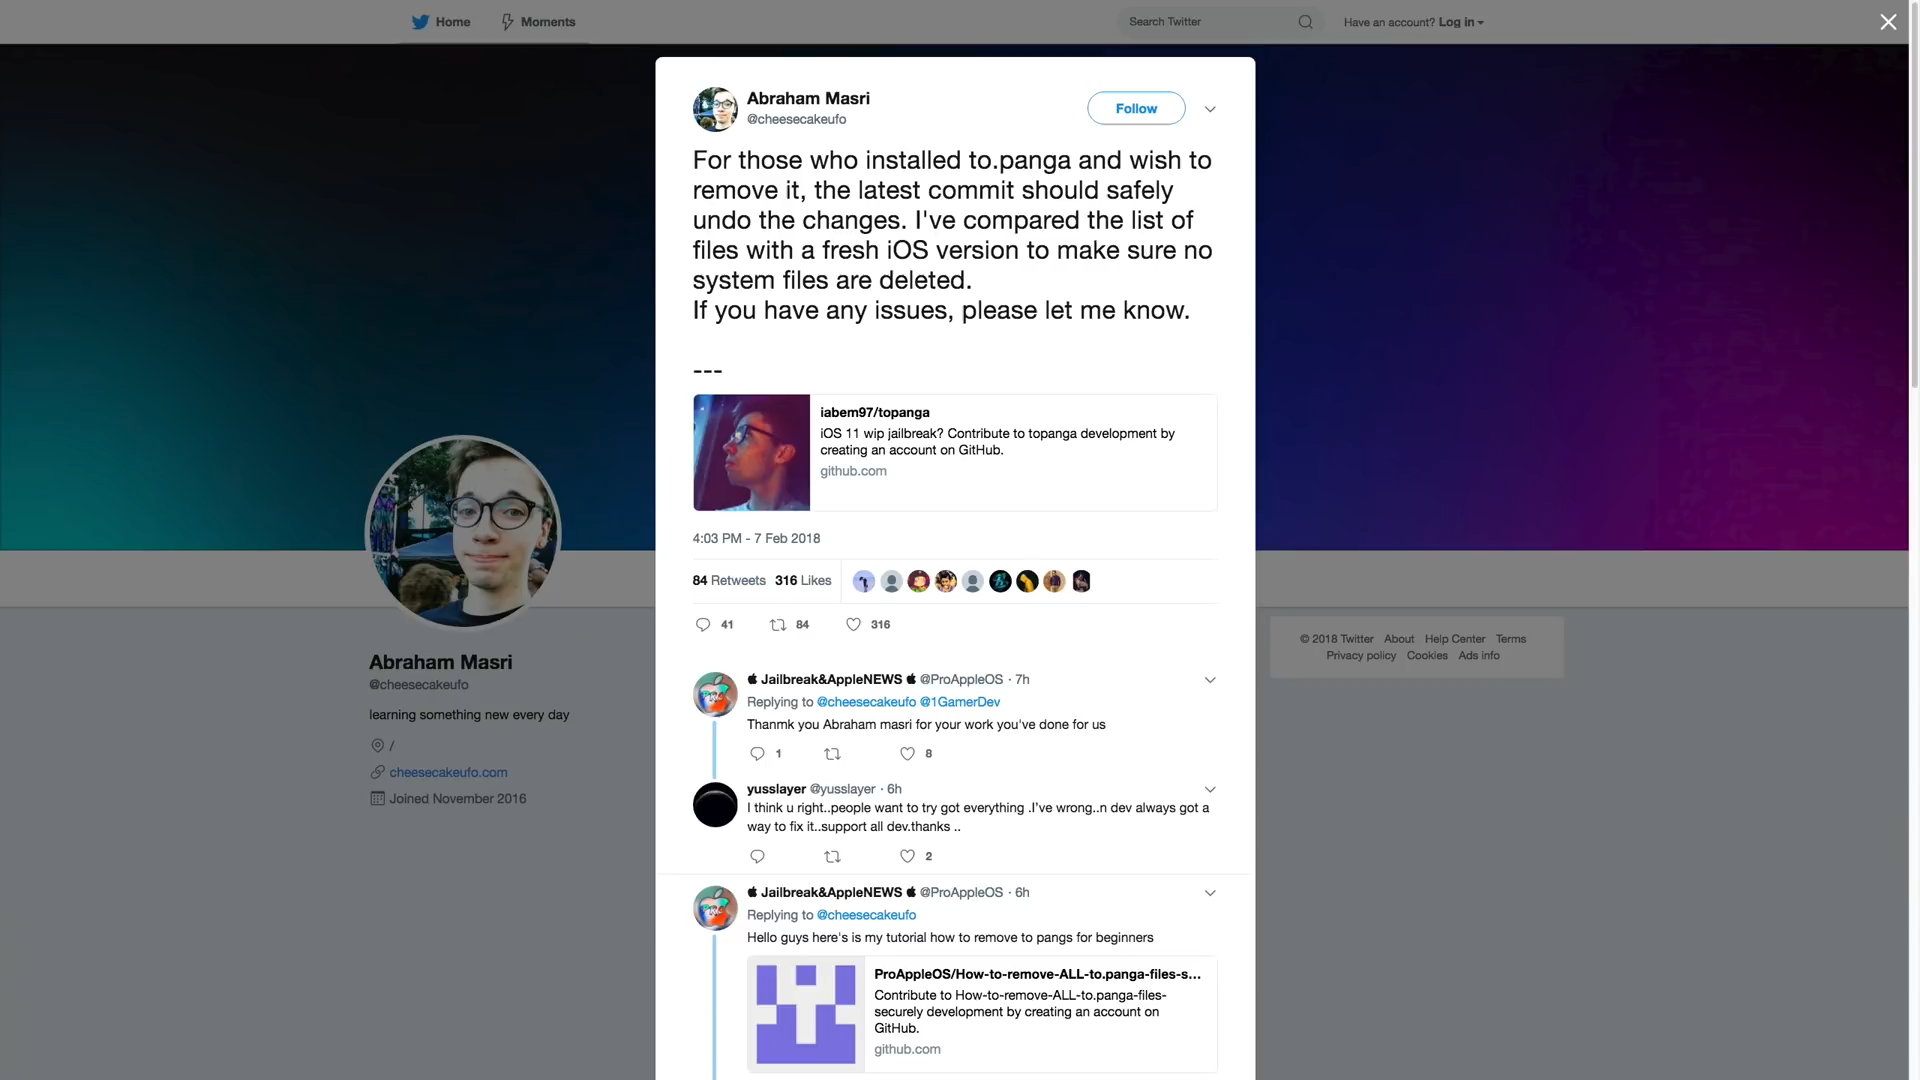 Home
Moments
Search Twitter
Have an account? Log in
Abraham Masri
@cheesecakeufo
Follow
For those who installed to.panga and wish to
remove it, the latest commit should safely
undo the changes. I've compared the list of
files with a fresh iOS version to make sure no
system files are deleted.
If you have any issues, please let me know.
---
iabem97/topanga
iOS 11 wip jailbreak? Contribute to topanga development by
creating an account on GitHub.
github.com
4:03 PM - 7 Feb 2018
84 Retweets 316 Likes
41 84 316
Abraham Masri
@cheesecakeufo
learning something new every day
/
cheesecakeufo.com
Joined November 2016
Jailbreak&AppleNEWS @ProAppleOS · 7h
Replying to @cheesecakeufo @1GamerDev
Thanmk you Abraham masri for your work you've done for us
1 8
yusslayer @yusslayer · 6h
I think u right..people want to try got everything .I've wrong..n dev always got a
way to fix it..support all dev.thanks ..
2
Jailbreak&AppleNEWS @ProAppleOS · 6h
Replying to @cheesecakeufo
Hello guys here's is my tutorial how to remove to pangs for beginners
ProAppleOS/How-to-remove-ALL-to.panga-files-s...
Contribute to How-to-remove-ALL-to.panga-files-
securely development by creating an account on
GitHub.
github.com
© 2018 Twitter About Help Center Terms
Privacy policy Cookies Ads info